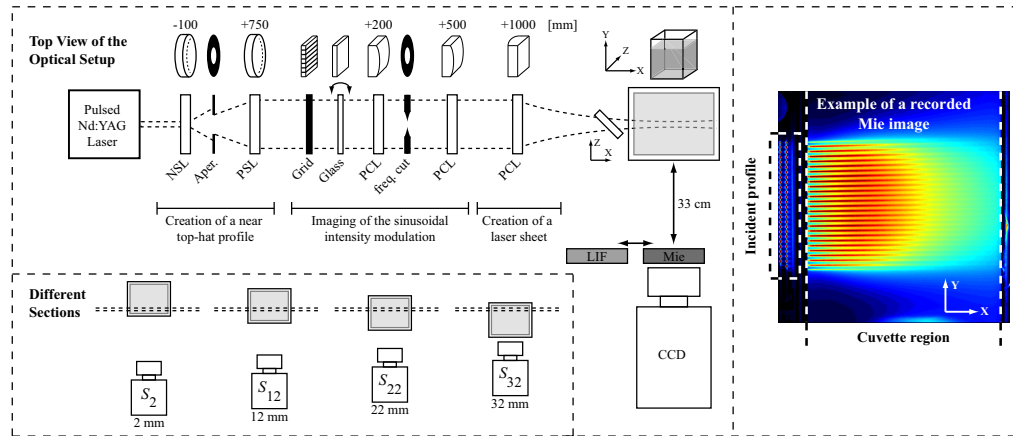 -100
+750
+200
+500
+1000
[mm]
Top View of the
Optical Setup
Y
Z
X
Pulsed
Nd:YAG
Laser
NSL
Aper.
PSL
Grid
Glass
PCL
freq. cut
PCL
PCL
Z
X
Creation of a near
top-hat profile
Imaging of the sinusoidal
intensity modulation
Creation of a
laser sheet
33 cm
LIF
Mie
CCD
Different
Sections
S2
2 mm
S12
12 mm
S22
22 mm
S32
32 mm
Example of a recorded
Mie image
Incident profile
Y
X
Cuvette region